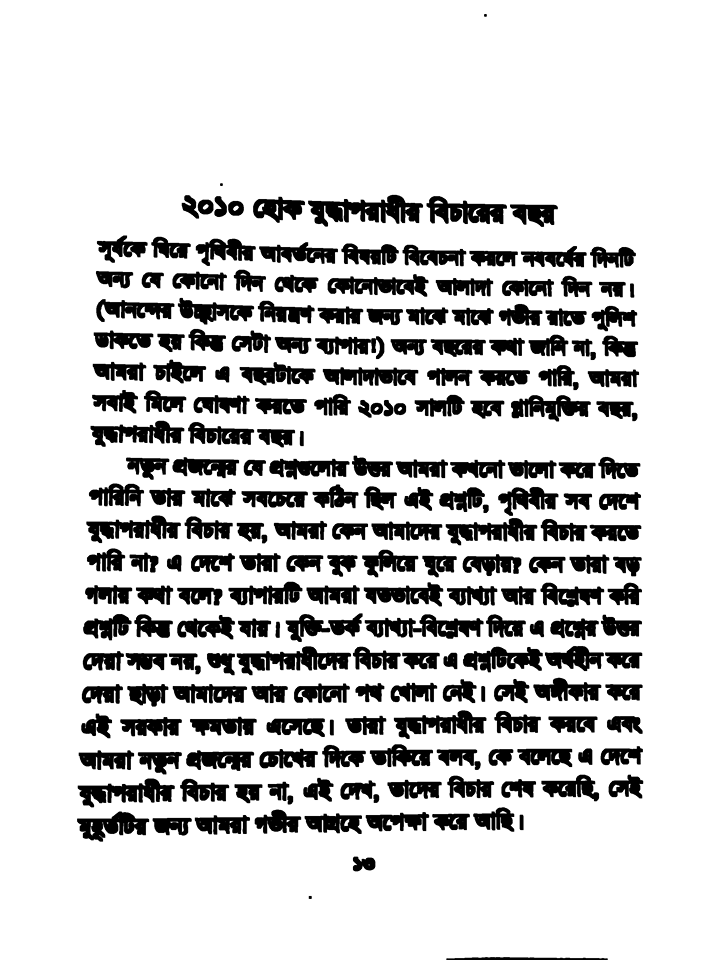 ২০১০ হোক যুদ্ধাপরাধীর বিচারের বছর
সূর্যকে ঘিরে পৃথিবীর আবর্তনের বিষয়টি বিবেচনা করলে নববর্ষের দিনটি
অন্য যে কোনো দিন থেকে কোনোভাবেই আলাদা কোনো দিন নয়।
(আনন্দের উচ্ছ্বাসকে নিয়ন্ত্রণ করার জন্য মাঝে মাঝে গভীর রাতে পুলিশ
ডাকতে হয় কিন্তু সেটা অন্য ব্যাপার।) অন্য বছরের কথা জানি না, কিন্তু
আমরা চাইলে এ বছরটাকে আলাদাভাবে পালন করতে পারি, আমরা
সবাই মিলে ঘোষণা করতে পারি ২০১০ সালটি হবে গ্লানিমুক্তির বছর,
যুদ্ধাপরাধীর বিচারের বছর।
নতুন প্রজন্মের যে প্রশ্নগুলোর উত্তর আমরা কখনো ভালো করে দিতে
পারিনি তার মাঝে সবচেয়ে কঠিন ছিল এই প্রশ্নটি, পৃথিবীর সব দেশে
যুদ্ধাপরাধীর বিচার হয়, আমরা কেন আমাদের যুদ্ধাপরাধীর বিচার করতে
পারি না? এ দেশে তারা কেন বুক ফুলিয়ে ঘুরে বেড়ায়? কেন তারা বড়
গলায় কথা বলে? ব্যাপারটি আমরা যতভাবেই ব্যাখ্যা আর বিশ্লেষণ করি
প্রশ্নটি কিন্তু থেকেই যায়। যুক্তি-তর্ক ব্যাখ্যা-বিশ্লেষণ দিয়ে এ প্রশ্নের উত্তর
দেয়া সম্ভব নয়, শুধু যুদ্ধাপরাধীদের বিচার করে এ প্রশ্নটিকেই অর্থহীন করে
দেয়া ছাড়া আমাদের আর কোনো পথ খোলা নেই। সেই অঙ্গীকার করে
এই সরকার ক্ষমতায় এসেছে। তারা যুদ্ধাপরাধীর বিচার করবে এবং
আমরা নতুন প্রজন্মের চোখের দিকে তাকিয়ে বলব, কে বলেছে এ দেশে
যুদ্ধাপরাধীর বিচার হয় না, এই দেখ, তাদের বিচার শেষ করেছি, সেই
মুহূর্তটির জন্য আমরা গভীর আগ্রহে অপেক্ষা করে আছি।
১৩